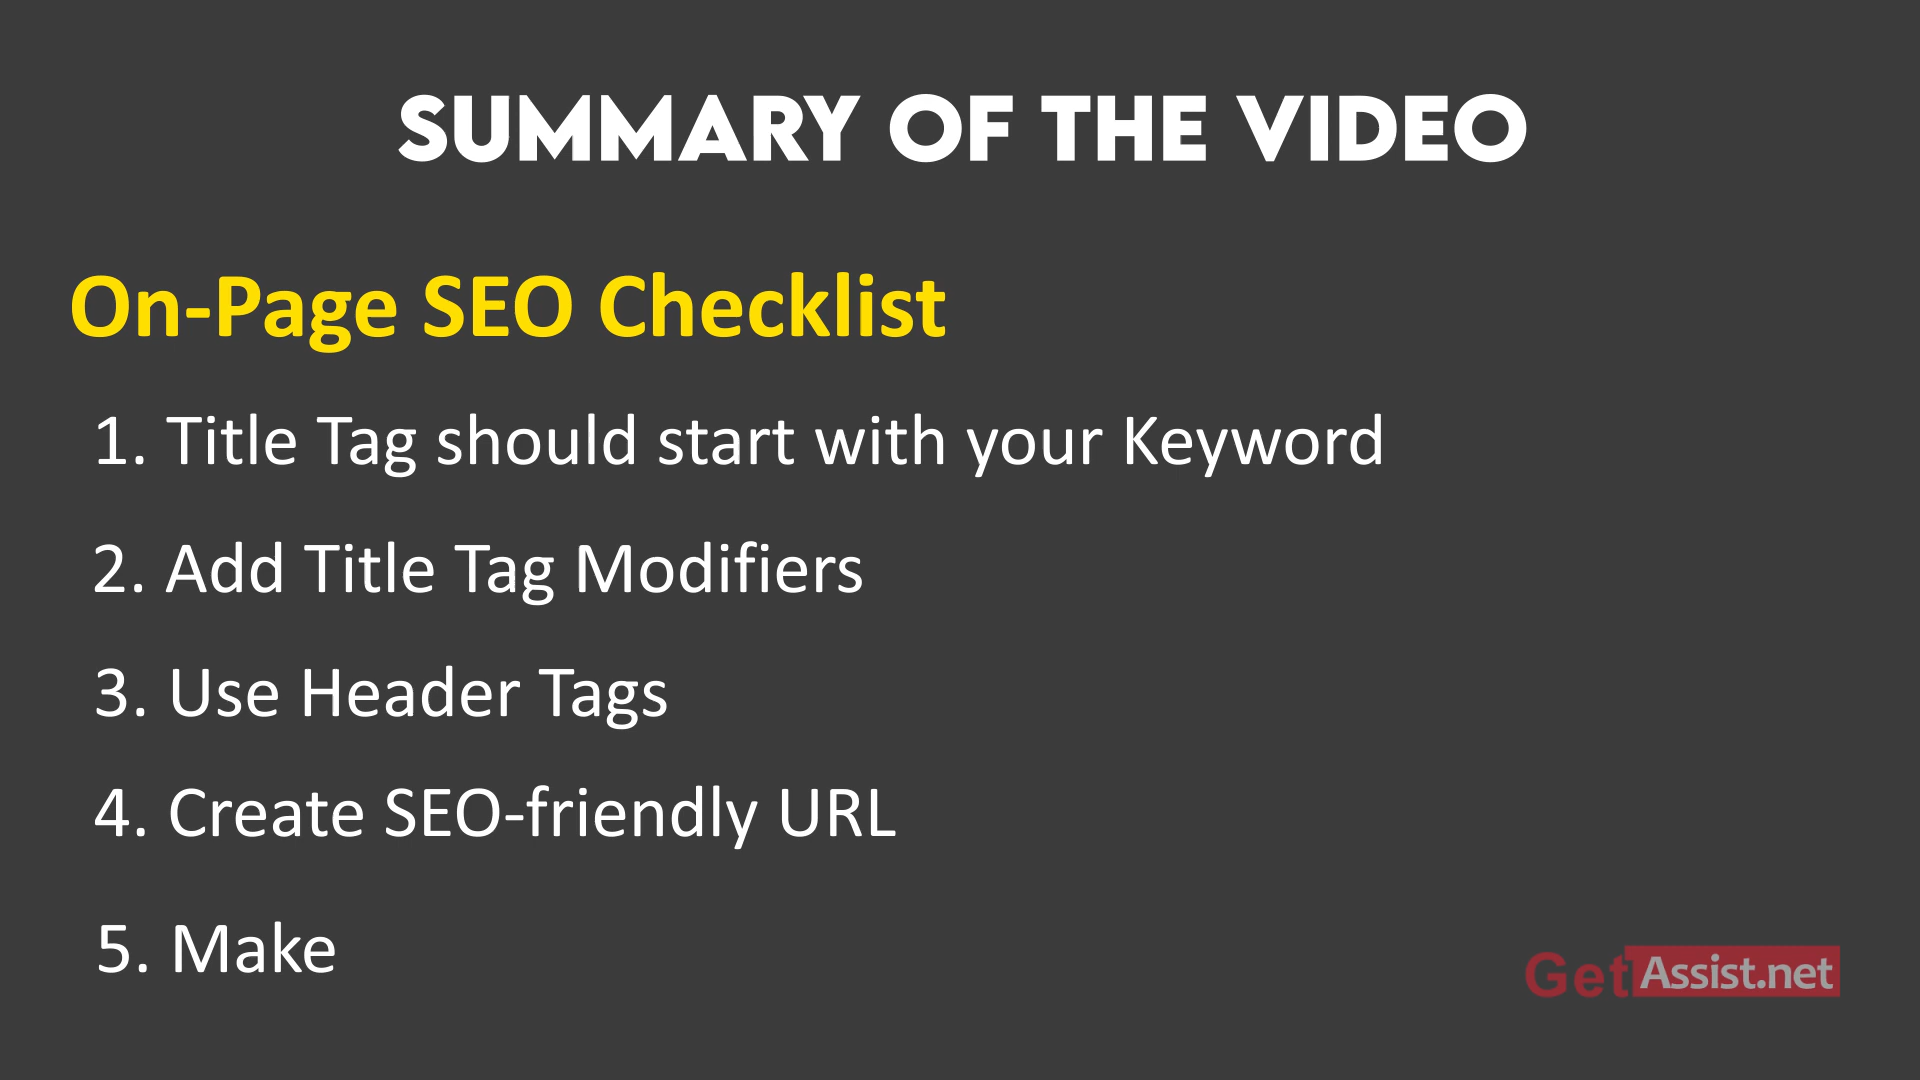 SUMMARY OF THE VIDEO
On-Page SEO Checklist
1. Title Tag should start with your Keyword
2. Add Title Tag Modifiers
3. Use Header Tags
4. Create SEO-friendly URL
5. Make
GetAssist.net